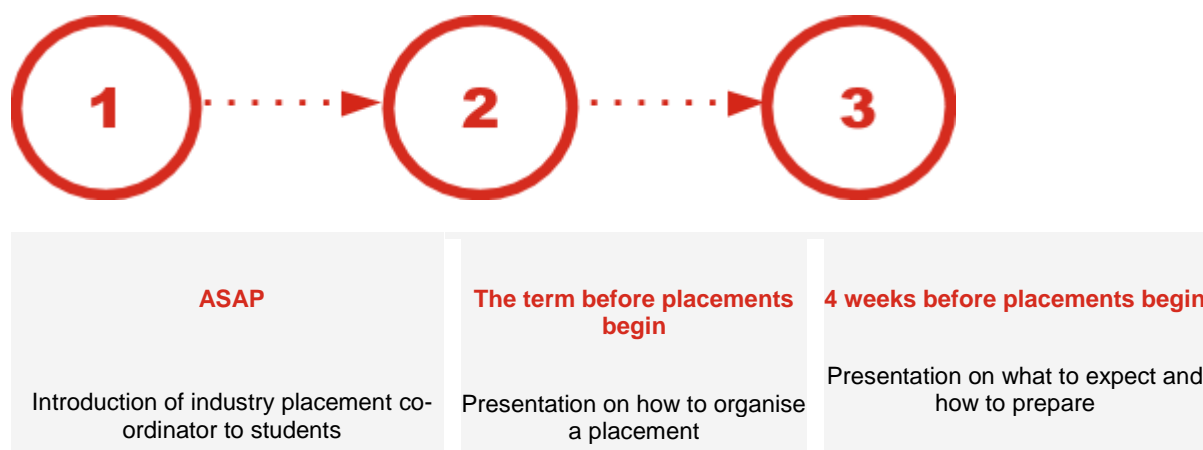 1
2
3
ASAP
Introduction of industry placement co-
ordinator to students
The term before placements
begin
Presentation on how to organise
a placement
4 weeks before placements begin
Presentation on what to expect and
how to prepare